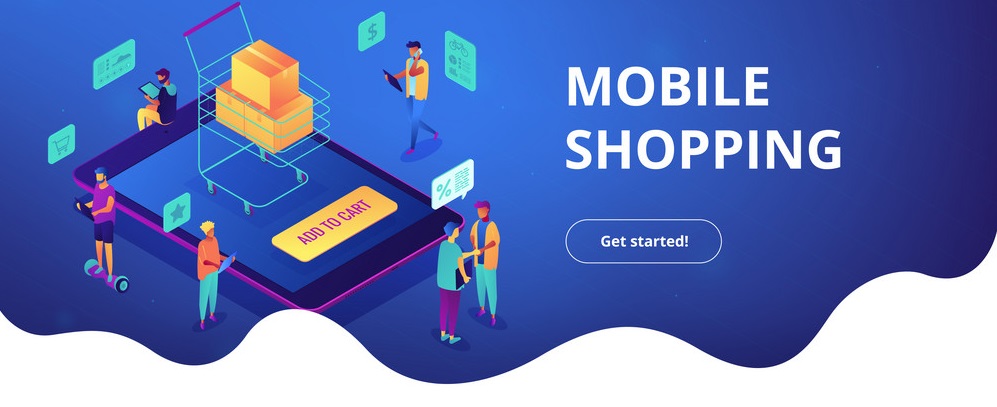 MOBILE
SHOPPING
Get started!
ADD TO CART
$
%